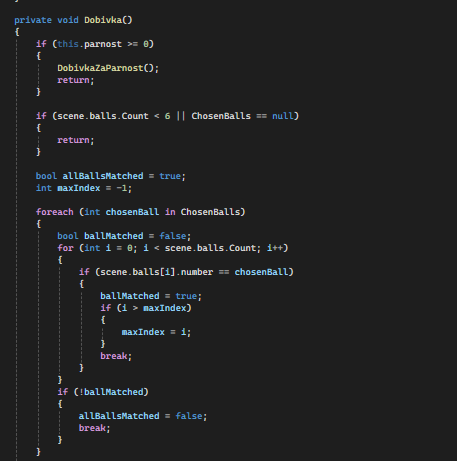 private void Dobivka()
{
if (this.parnost >= 0)
{
DobivkaZaParnost();
return;
}
if (scene.balls.Count < 6 || ChosenBalls == null)
{
return;
}
bool allBallsMatched = true;
int maxIndex = -1;
foreach (int chosenBall in ChosenBalls)
{
bool ballMatched = false;
for (int i = 0; i < scene.balls.Count; i++)
{
if (scene.balls[i].number == chosenBall)
{
ballMatched = true;
if (i > maxIndex)
{
maxIndex = i;
}
break;
}
}
if (!ballMatched)
{
allBallsMatched = false;
break;
}
}